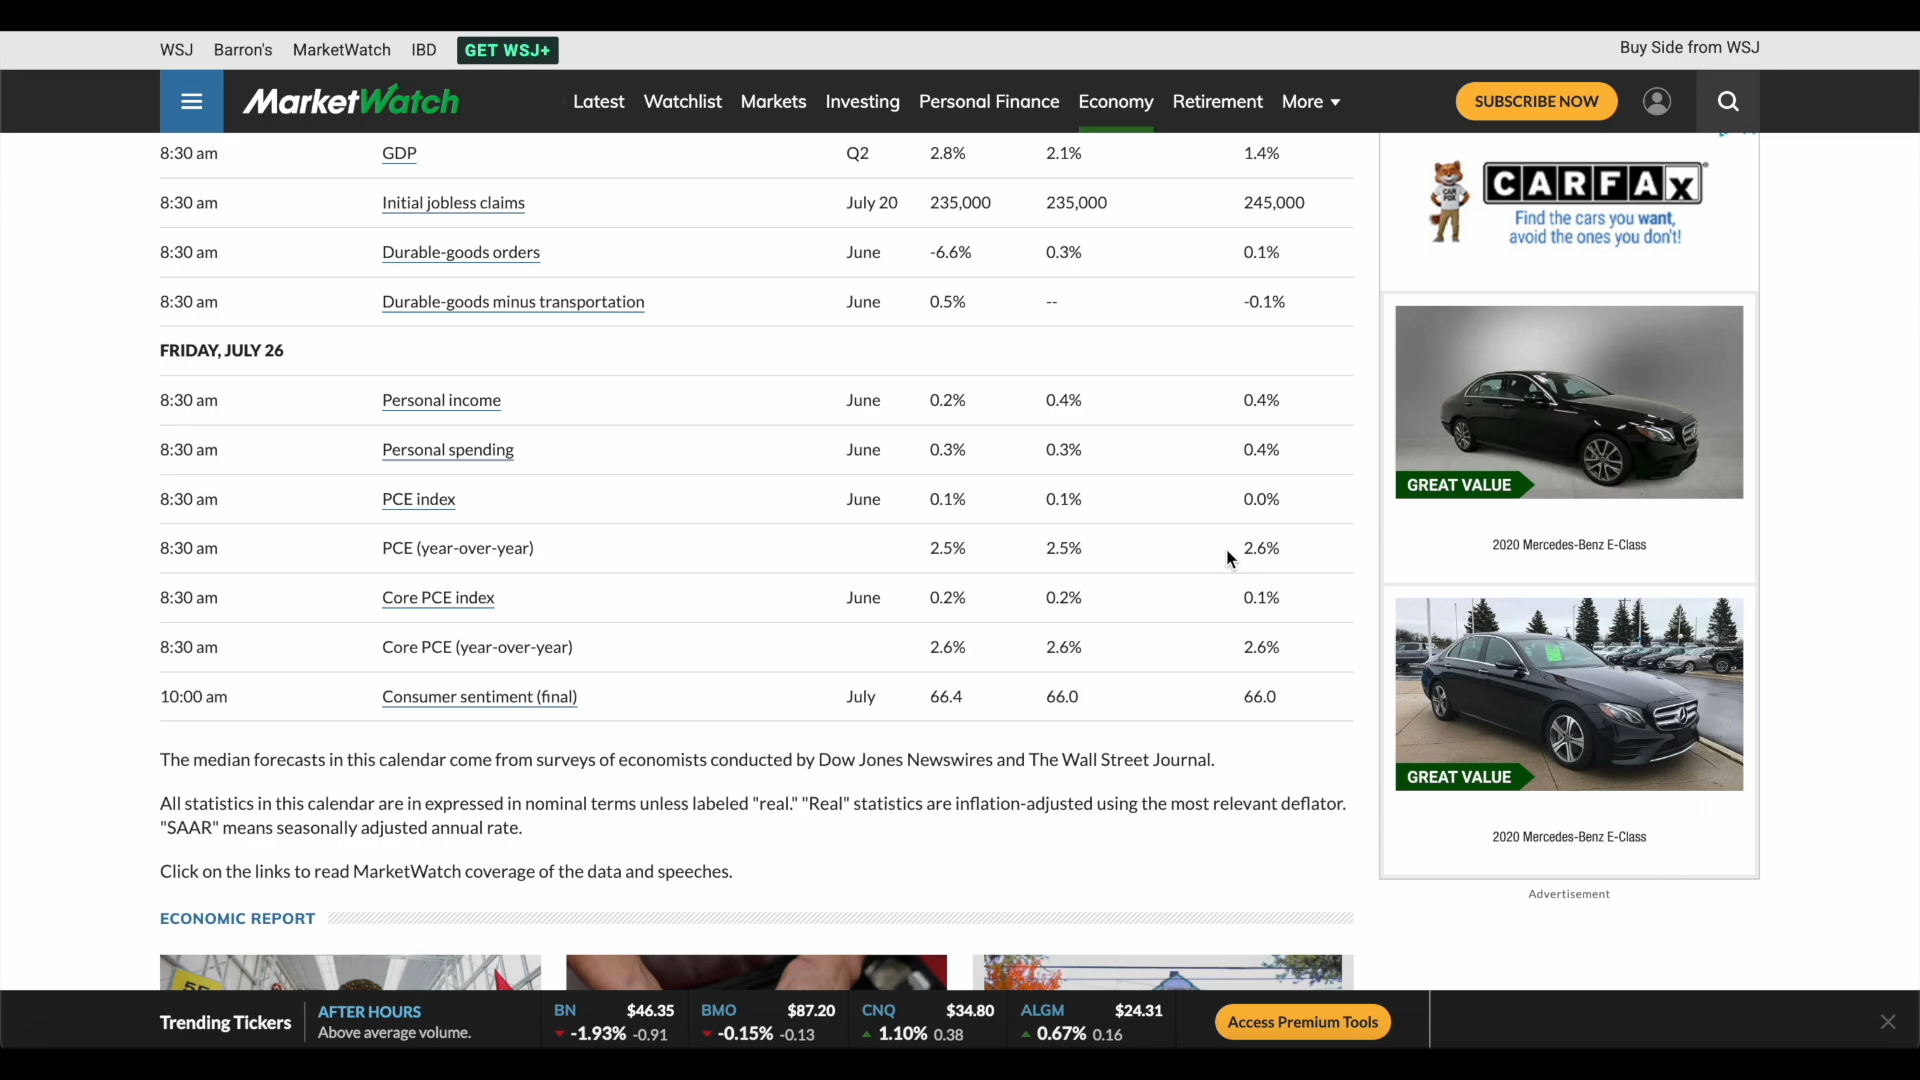 WSJ Barron's MarketWatch IBD GET WSJ+ Buy Side from WSJ
MarketWatch Latest Watchlist Markets Investing Personal Finance Economy Retirement More SUBSCRIBE NOW
8:30 am GDP Q2 2.8% 2.1% 1.4%
8:30 am Initial jobless claims July 20 235,000 235,000 245,000
8:30 am Durable-goods orders June -6.6% 0.3% 0.1%
8:30 am Durable-goods minus transportation June 0.5% -- -0.1%
FRIDAY, JULY 26
8:30 am Personal income June 0.2% 0.4% 0.4%
8:30 am Personal spending June 0.3% 0.3% 0.4%
8:30 am PCE index June 0.1% 0.1% 0.0%
8:30 am PCE (year-over-year) 2.5% 2.5% 2.6%
8:30 am Core PCE index June 0.2% 0.2% 0.1%
8:30 am Core PCE (year-over-year) 2.6% 2.6% 2.6%
10:00 am Consumer sentiment (final) July 66.4 66.0 66.0
The median forecasts in this calendar come from surveys of economists conducted by Dow Jones Newswires and The Wall Street Journal.
All statistics in this calendar are in expressed in nominal terms unless labeled "real." "Real" statistics are inflation-adjusted using the most relevant deflator.
"SAAR" means seasonally adjusted annual rate.
Click on the links to read MarketWatch coverage of the data and speeches.
ECONOMIC REPORT
CAR FOX
CARFAX
Find the cars you want,
avoid the ones you don't!
GREAT VALUE
2020 Mercedes-Benz E-Class
GREAT VALUE
2020 Mercedes-Benz E-Class
Advertisement
Trending Tickers
AFTER HOURS
Above average volume.
BN $46.35
-1.93% -0.91
BMO $87.20
-0.15% -0.13
CNQ $34.80
1.10% 0.38
ALGM $24.31
0.67% 0.16
Access Premium Tools